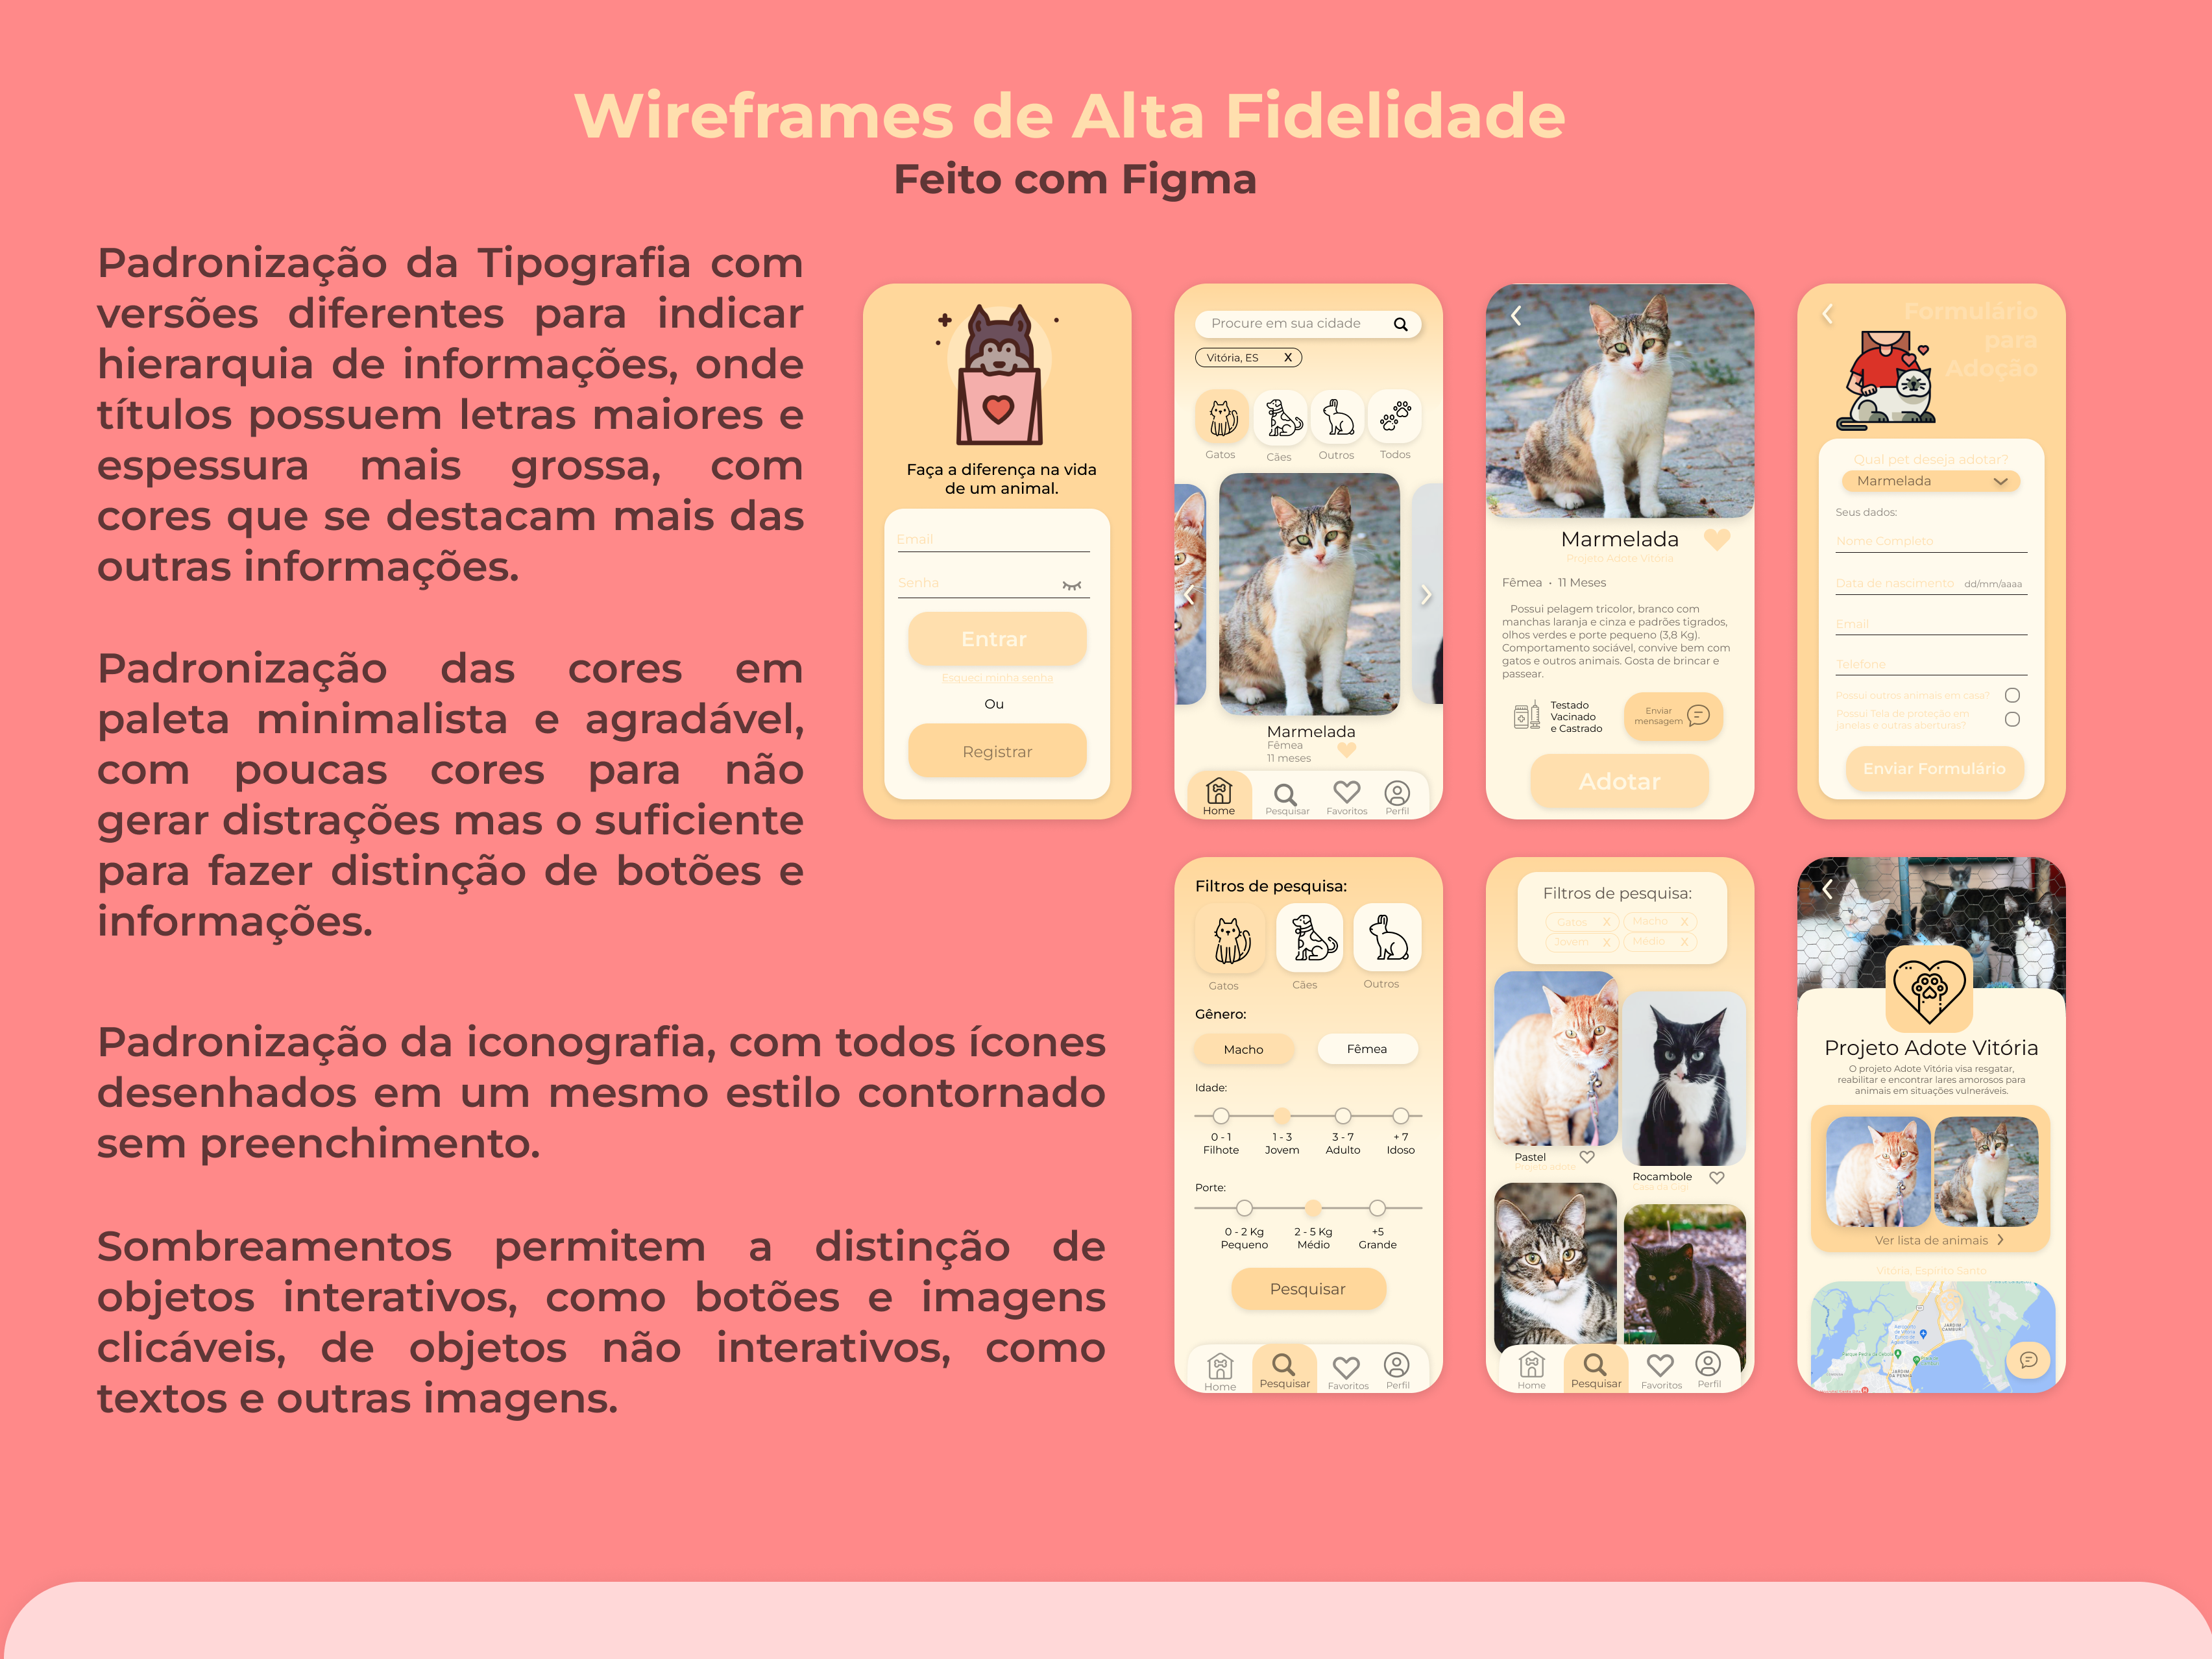 Wireframes de Alta Fidelidade
Feito com Figma
Padronização da Tipografia com
versões diferentes para indicar
hierarquia de informações, onde
títulos possuem letras maiores e
espessura mais grossa, com
cores que se destacam mais das
outras informações.
Padronização das cores em
paleta minimalista e agradável,
com poucas cores para não
gerar distrações mas o suficiente
para fazer distinção de botões e
informações.
Padronização da iconografia, com todos ícones
desenhados em um mesmo estilo contornado
sem preenchimento.
Sombreamentos permitem a distinção de
objetos interativos, como botões e imagens
clicáveis, de objetos não interativos, como
textos e outras imagens.
Faça a diferença na vida
de um animal.
Email
Senha
Entrar
Esqueci minha senha
Ou
Registrar
Procure em sua cidade
Vitória, ES X
Gatos Cães Outros Todos
Marmelada
Fêmea
11 meses
Home Pesquisar Favoritos Perfil
Marmelada
Projeto Adote Vitória
Fêmea • 11 Meses
Possui pelagem tricolor, branco com
manchas laranja e cinza e padrões tigrados,
olhos verdes e porte pequeno (3,8 Kg).
Comportamento sociável, convive bem com
gatos e outros animais. Gosta de brincar e
passear.
Testado
Vacinado
e Castrado
Enviar
mensagem
Adotar
Formulário
para
Adoção
Qual pet deseja adotar?
Marmelada
Seus dados:
Nome Completo
Data de nascimento dd/mm/aaaa
Email
Telefone
Possui outros animais em casa?
Possui Tela de proteção em
janelas e outras aberturas?
Enviar Formulário
Filtros de pesquisa:
Gatos Cães Outros
Gênero:
Macho Fêmea
Idade:
0 - 1 1 - 3 3 - 7 + 7
Filhote Jovem Adulto Idoso
Porte:
0 - 2 Kg 2 - 5 Kg +5
Pequeno Médio Grande
Pesquisar
Home Pesquisar Favoritos Perfil
Filtros de pesquisa:
Gatos X Macho X
Jovem X Médio X
Pastel
Rocambole
Home Pesquisar Favoritos Perfil
Projeto Adote Vitória
O projeto Adote Vitória visa resgatar,
reabilitar e encontrar lares amorosos para
animais em situações vulneráveis.
Ver lista de animais
Vitória, Espírito Santo
JARDIM
CAMBURI
JARDIM
DA PENHA